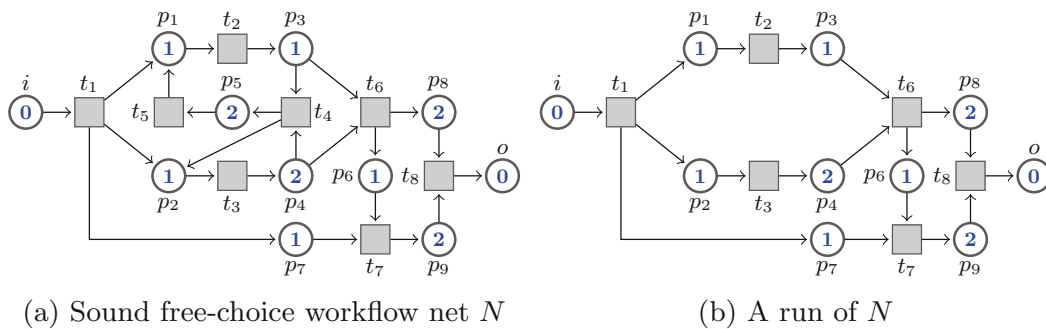 p1 t2 p3 p1 t2 p3
1 1 1 1
i t1 p5 t6 p8 i t1 t6 p8
0 t5 2 t4 2 0 2
p2 t3 p4 p6 t8 o p2 t3 p4 p6 t8 o
1 2 1 0 1 2 1 0
1 2 1 2
p7 t7 p9 p7 t7 p9
(a) Sound free-choice workflow net N (b) A run of N